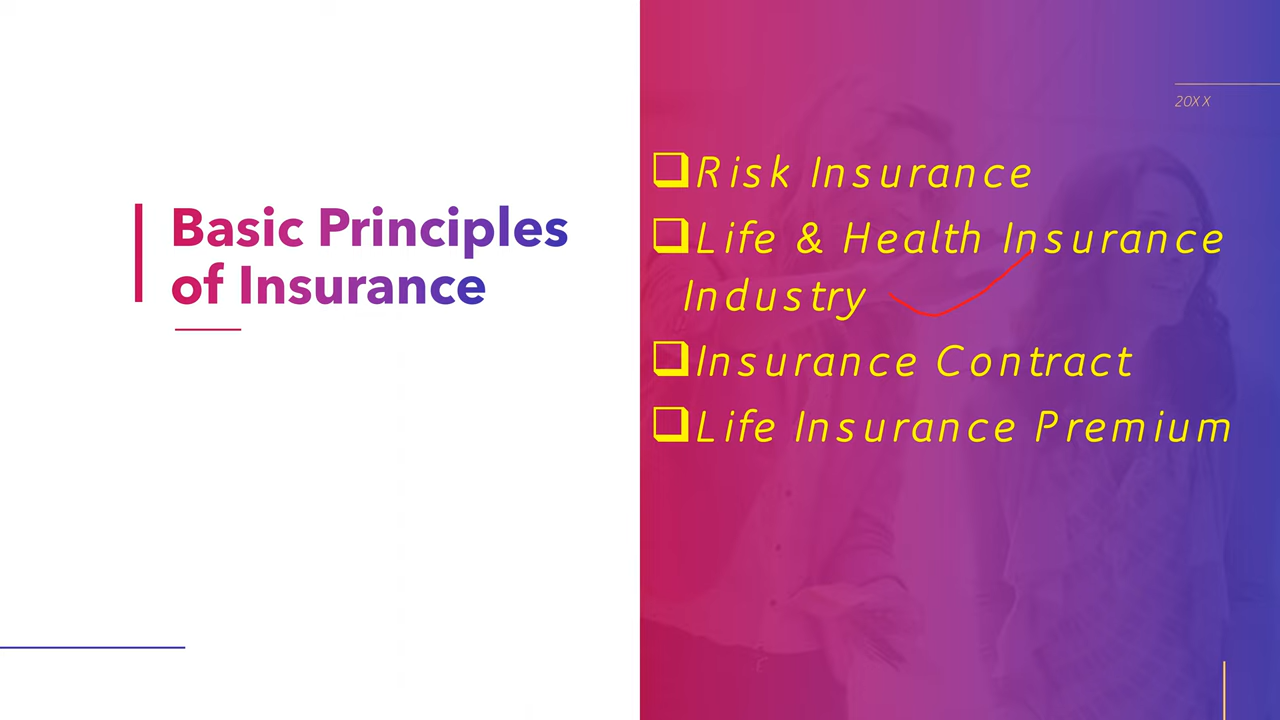 Basic Principles
of Insurance
20XX
❑Risk Insurance
❑Life & Health Insurance
Industry
❑Insurance Contract
❑Life Insurance Premium